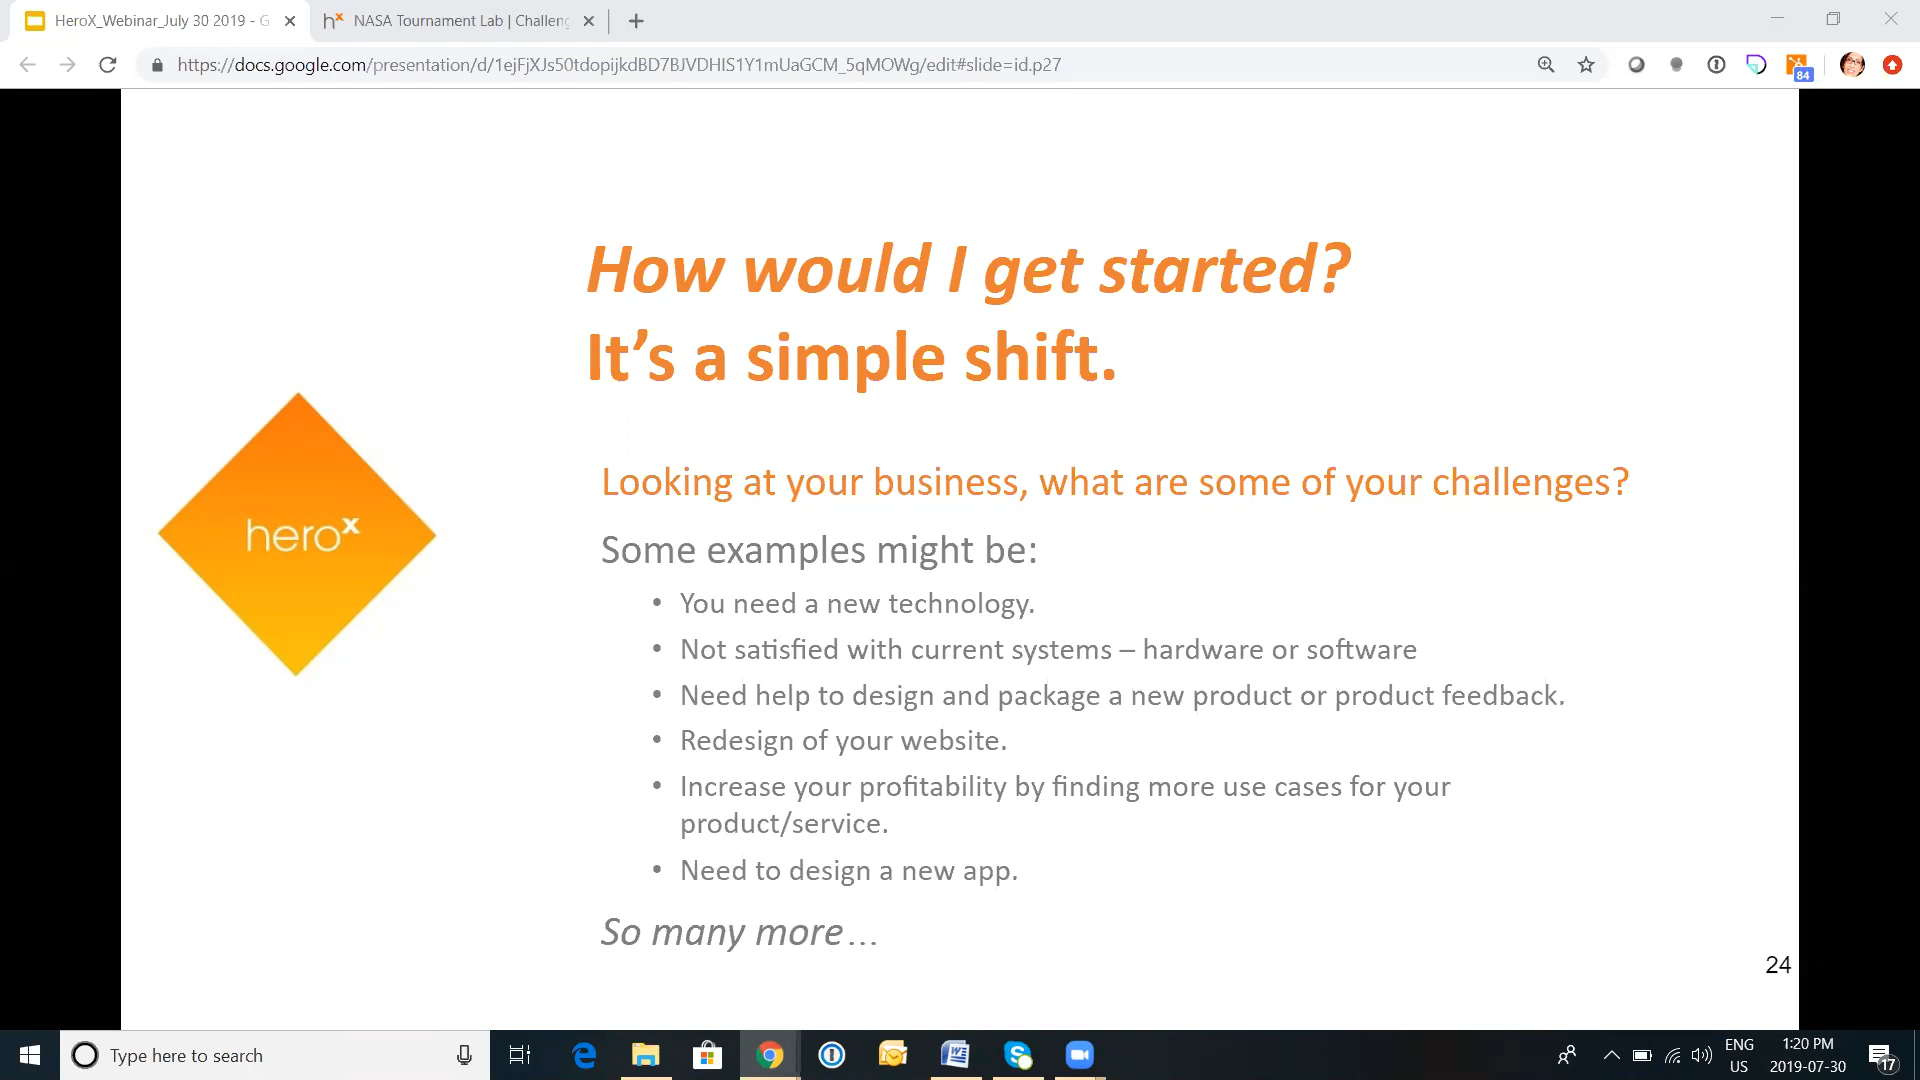 HeroX_Webinar_July 30 2019 - G
hx NASA Tournament Lab | Challeng
https://docs.google.com/presentation/d/1ejFjXJs50tdopijkdBD7BJVDHIS1Y1mUaGCM_5qMOWg/edit#slide=id.p27
84
How would I get started?
It’s a simple shift.
herox
Looking at your business, what are some of your challenges?
Some examples might be:
• You need a new technology.
• Not satisfied with current systems – hardware or software
• Need help to design and package a new product or product feedback.
• Redesign of your website.
• Increase your profitability by finding more use cases for your
product/service.
• Need to design a new app.
So many more…
24
Type here to search
ENG
US
1:20 PM
2019-07-30
17